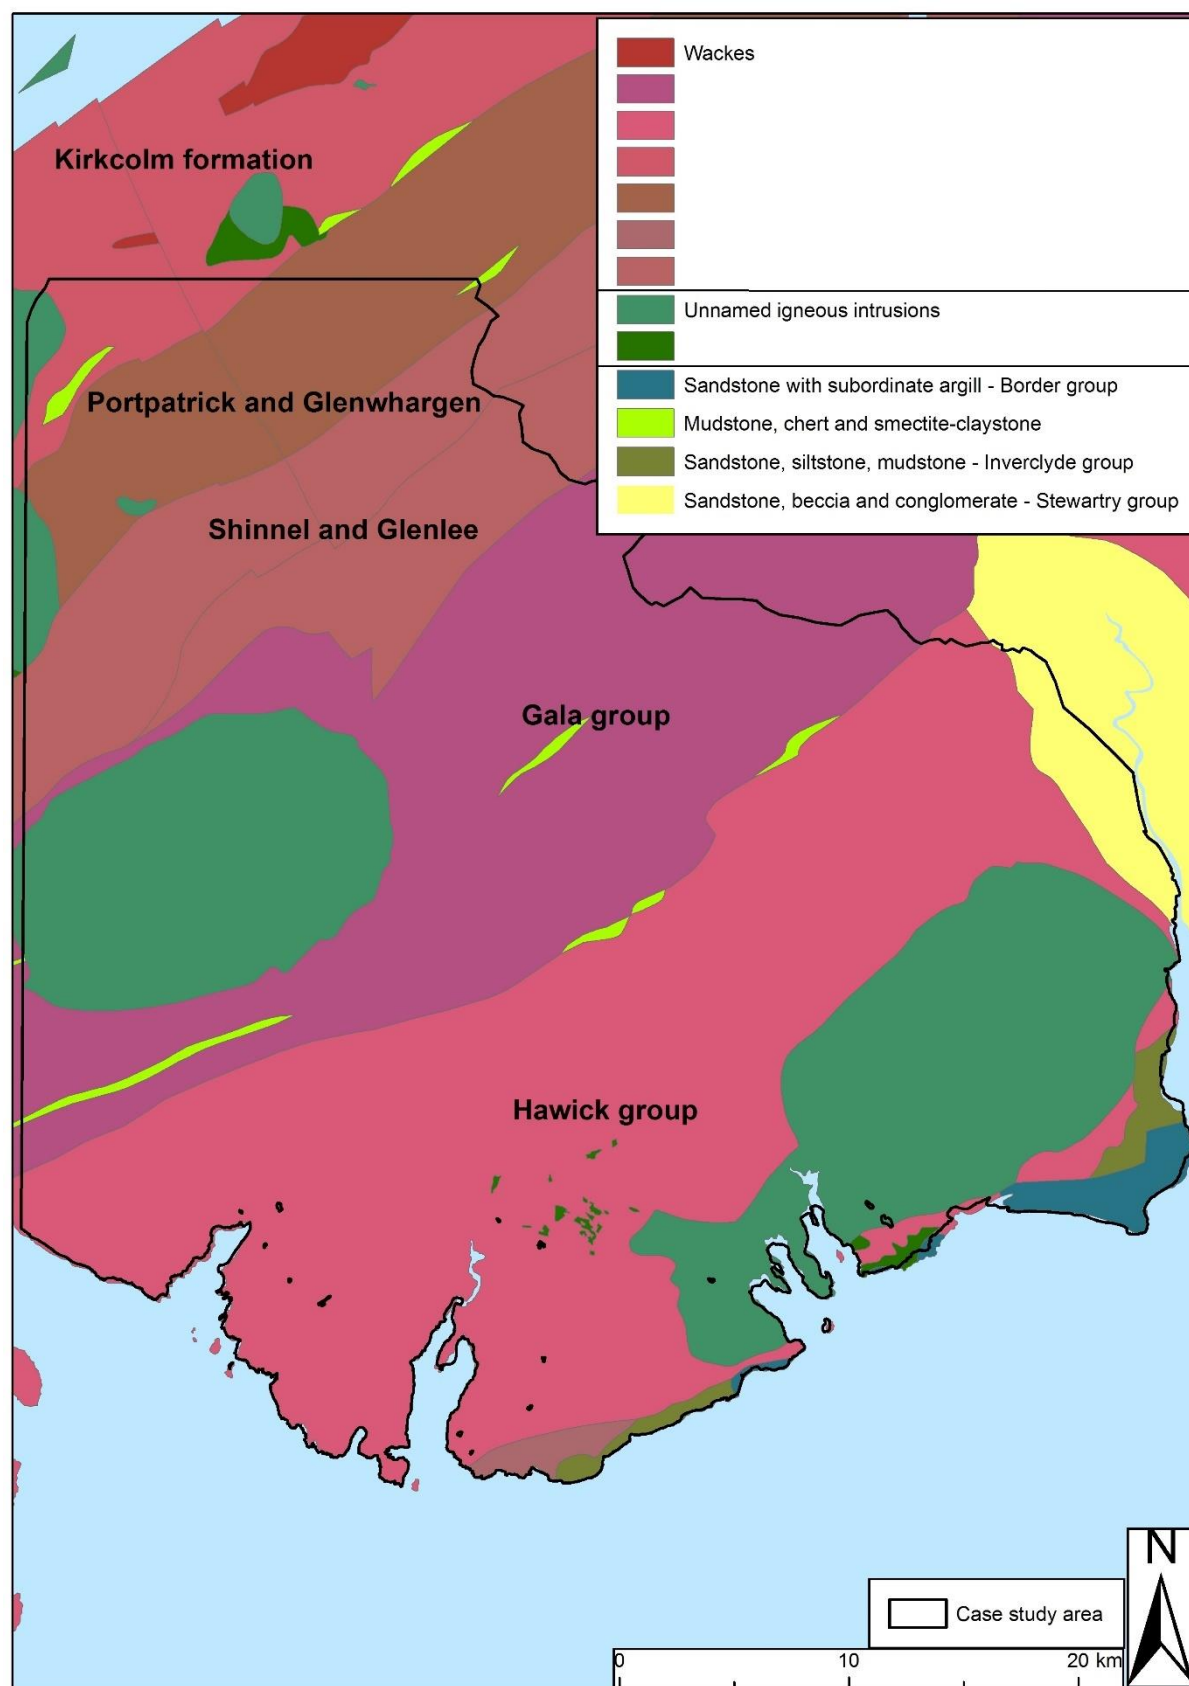 Wackes
Unnamed igneous intrusions
Sandstone with subordinate argill - Border group
Mudstone, chert and smectite-claystone
Sandstone, siltstone, mudstone - Inverclyde group
Sandstone, beccia and conglomerate - Stewartry group
Kirkcolm formation
Portpatrick and Glenwhargen
Shinnel and Glenlee
Gala group
Hawick group
N
Case study area
0 10 20 km